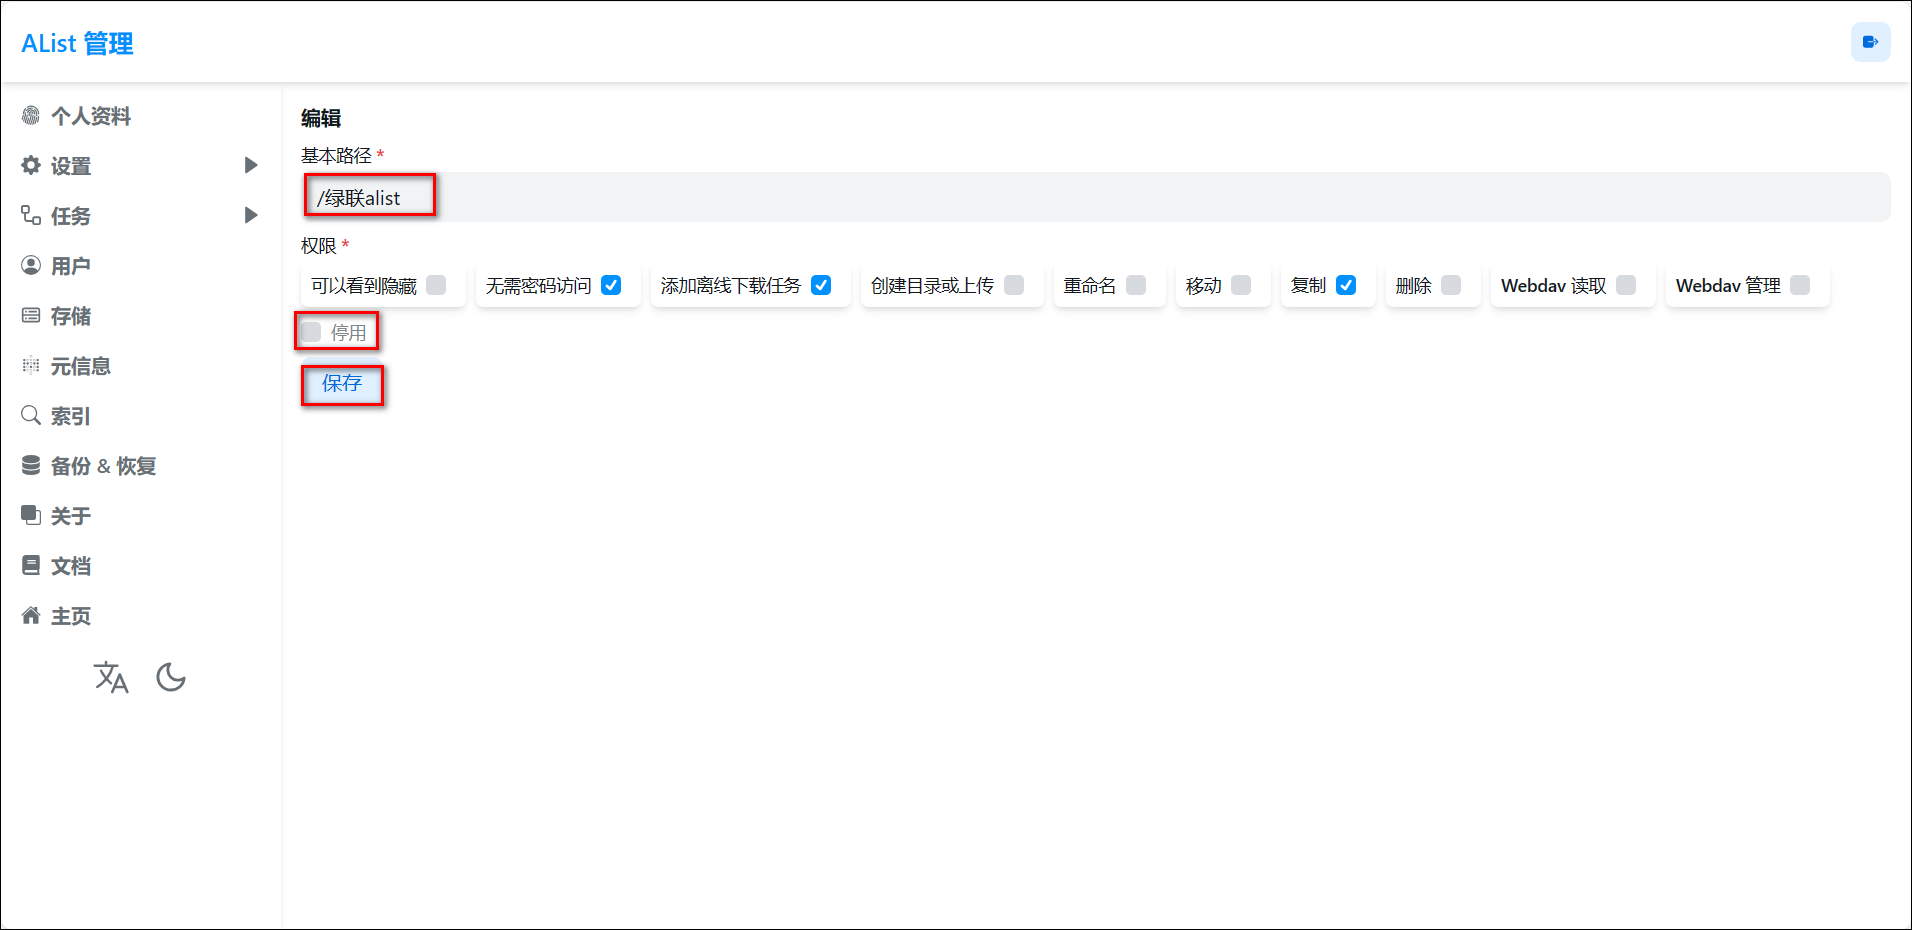 AList 管理
个人资料
设置
任务
用户
存储
元信息
索引
备份 & 恢复
关于
文档
主页
编辑
基本路径 *
/绿联alist
权限 *
可以看到隐藏 无需密码访问 添加离线下载任务 创建目录或上传 重命名 移动 复制 删除 Webdav 读取 Webdav 管理
停用
保存